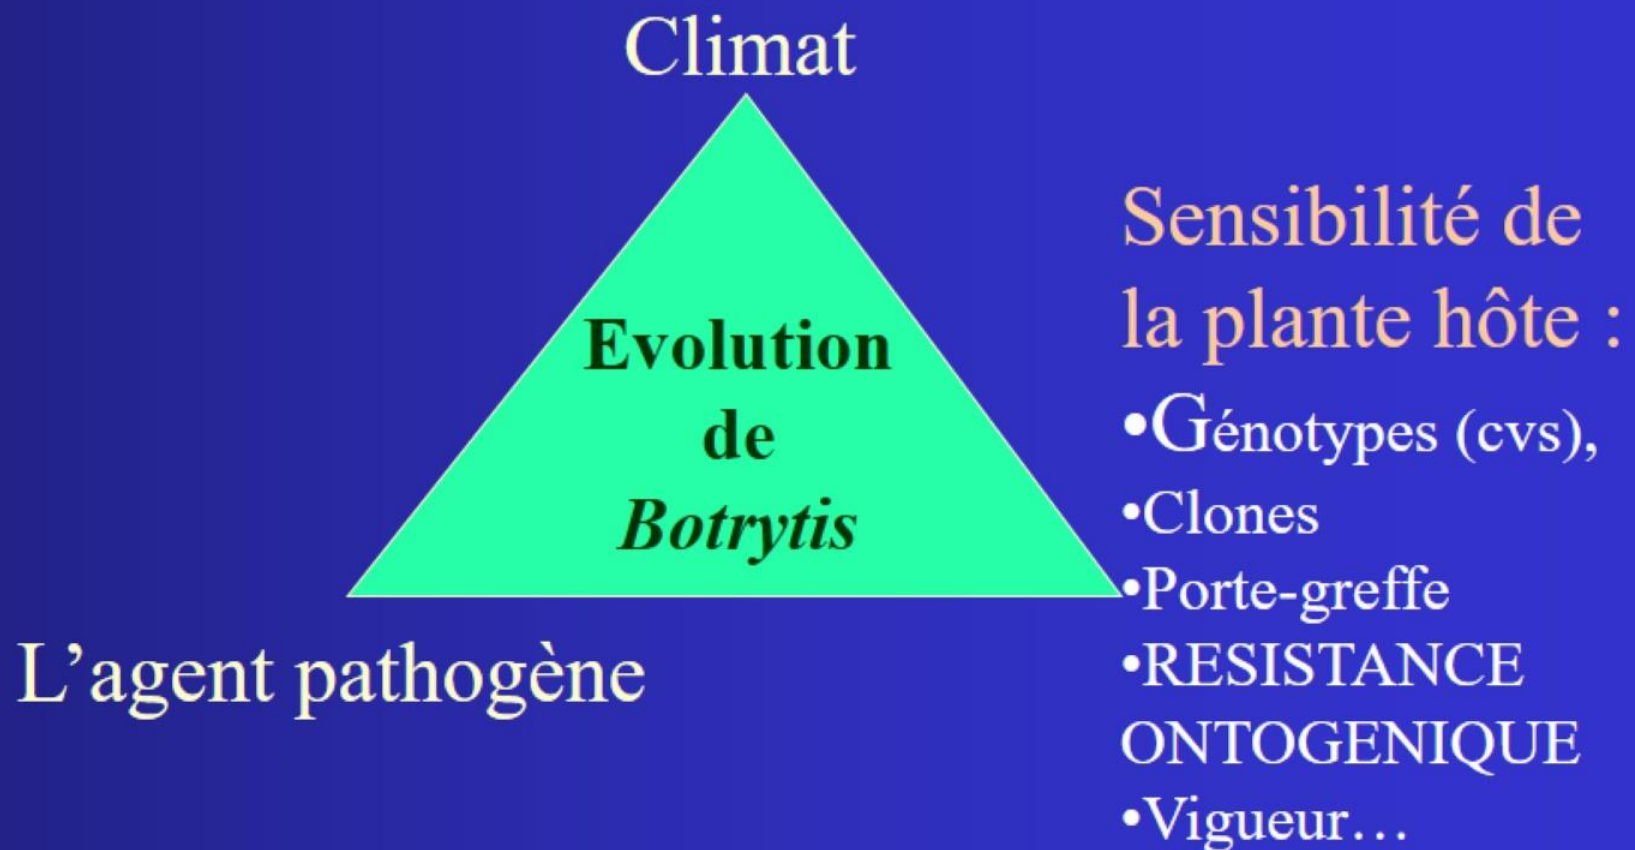 Climat
Evolution
de
Botrytis
L’agent pathogène
Sensibilité de
la plante hôte :
•Génotypes (cvs),
•Clones
•Porte-greffe
•RESISTANCE
ONTOGENIQUE
•Vigueur…